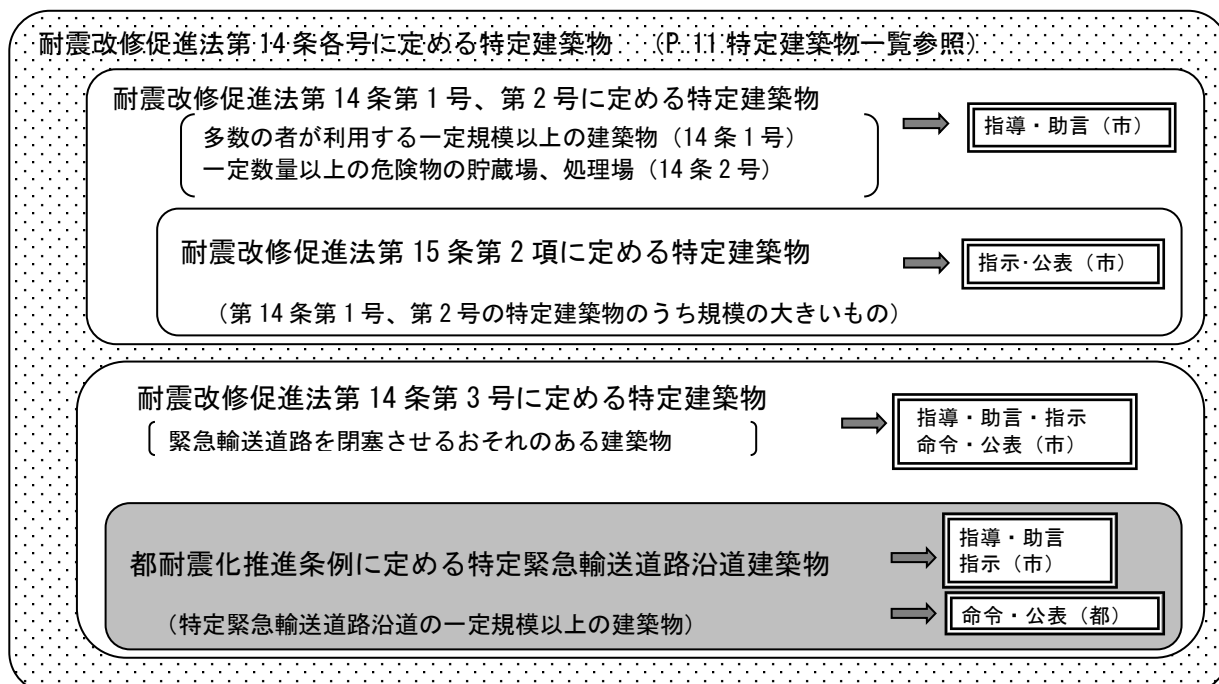 耐震改修促進法第14条各号に定める特定建築物 (P.11特定建築物一覧参照)
耐震改修促進法第14条第1号、第2号に定める特定建築物
多数の者が利用する一定規模以上の建築物(14条1号)
一定数量以上の危険物の貯蔵場、処理場(14条2号)
指導・助言(市)
耐震改修促進法第15条第2項に定める特定建築物
指示・公表(市)
(第14条第1号、第2号の特定建築物のうち規模の大きいもの)
耐震改修促進法第14条第3号に定める特定建築物
緊急輸送道路を閉塞させるおそれのある建築物
指導・助言・指示
命令・公表(市)
都耐震化推進条例に定める特定緊急輸送道路沿道建築物
指導・助言
指示(市)
(特定緊急輸送道路沿道の一定規模以上の建築物)
命令・公表(都)